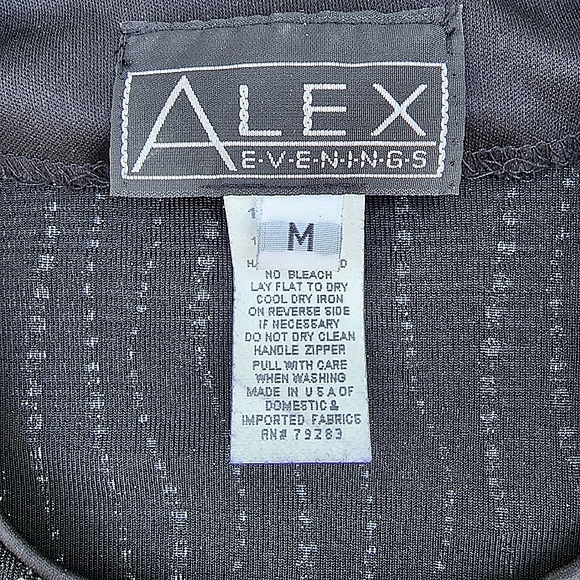 ALEX
E·V·E·N·I·N·G·S
M
NO BLEACH
LAY FLAT TO DRY
COOL DRY IRON
ON REVERSE SIDE
IF NECESSARY
DO NOT DRY CLEAN
HANDLE ZIPPER
PULL WITH CARE
WHEN WASHING
MADE IN U S A OF
DOMESTIC &
IMPORTED FABRICS
RN# 79283